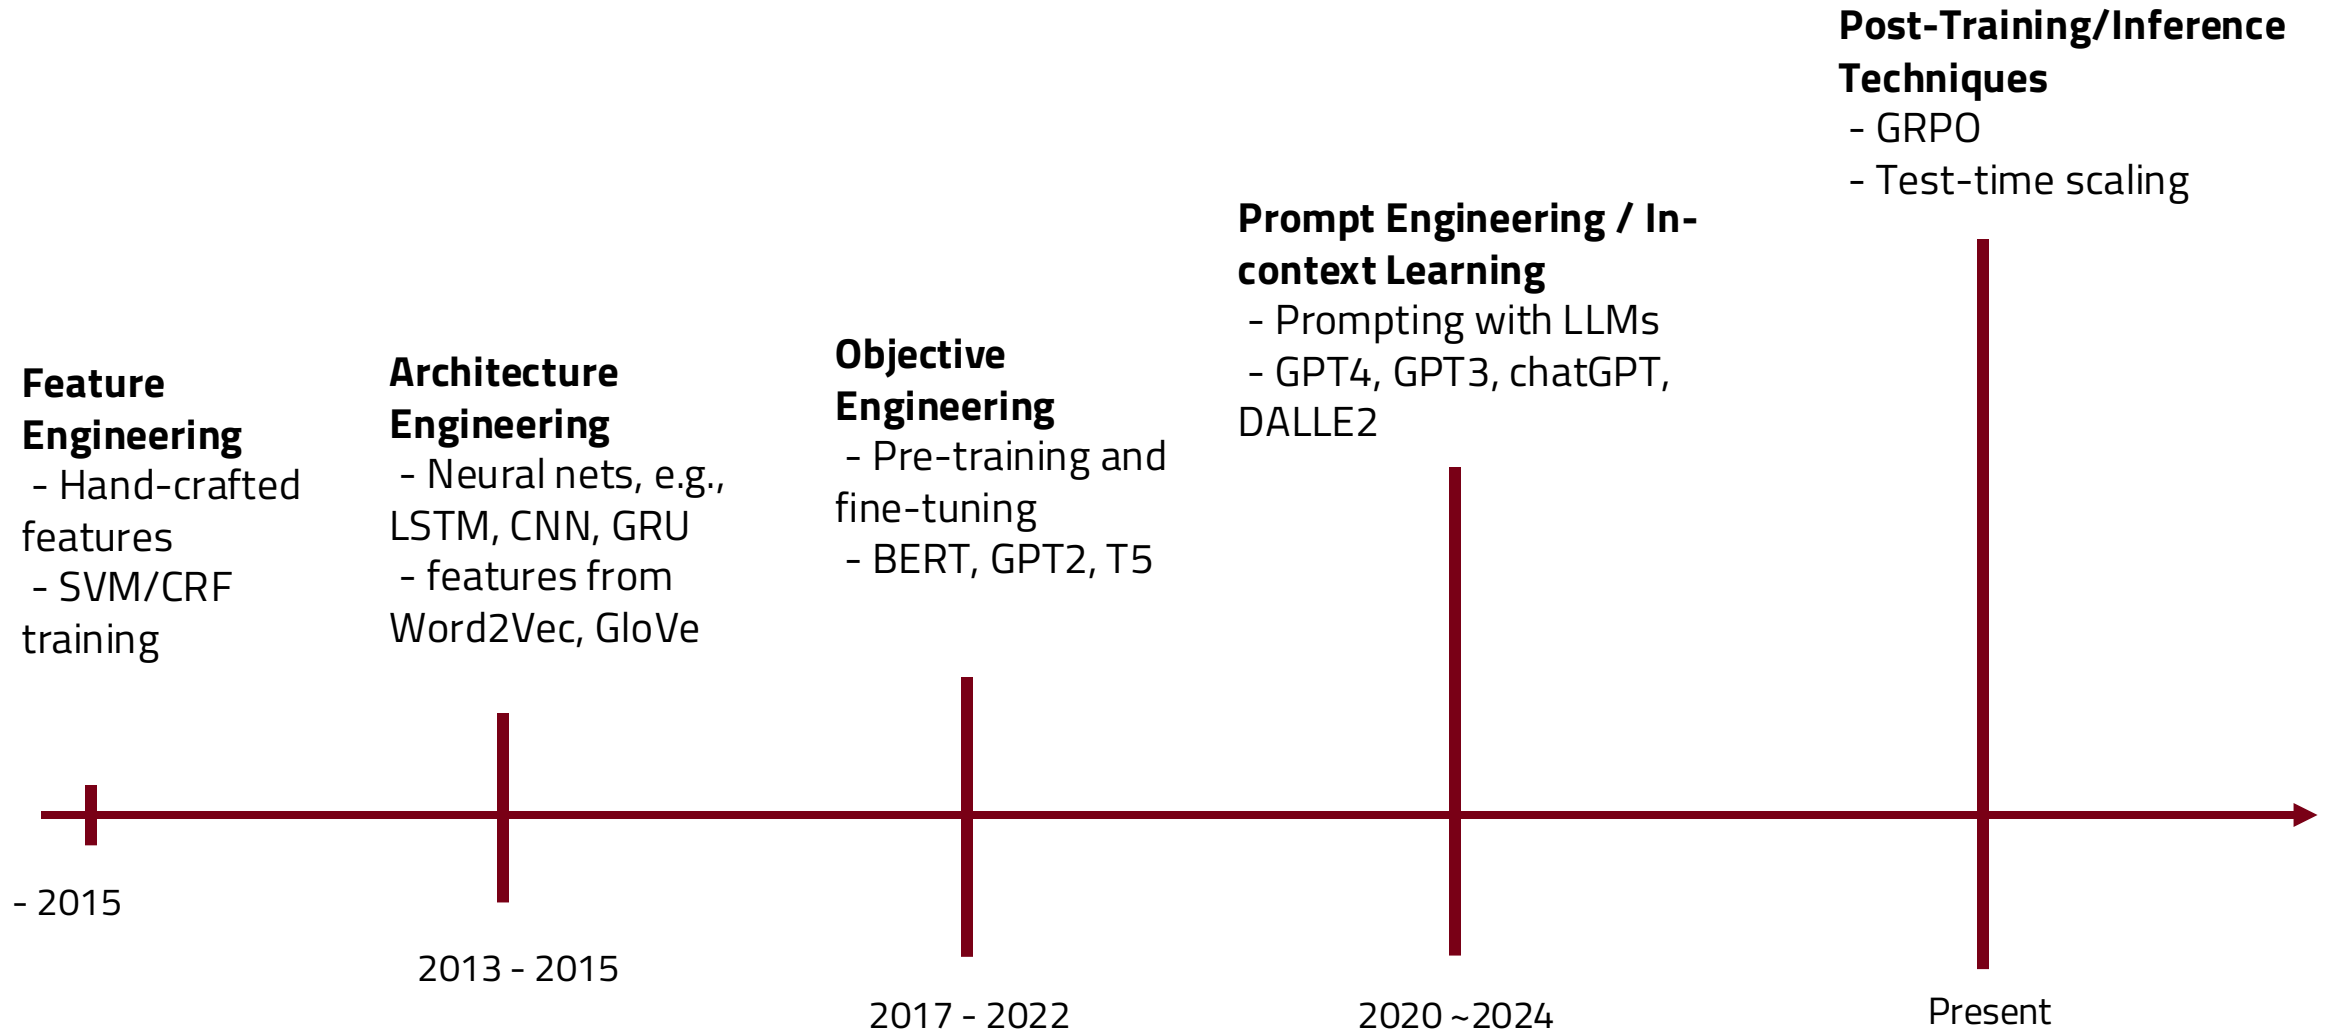 Feature
Engineering
- Hand-crafted
features
- SVM/CRF
training
- 2015
Architecture
Engineering
- Neural nets, e.g.,
LSTM, CNN, GRU
- features from
Word2Vec, GloVe
2013 - 2015
Objective
Engineering
- Pre-training and
fine-tuning
- BERT, GPT2, T5
2017 - 2022
Prompt Engineering / In-
context Learning
- Prompting with LLMs
- GPT4, GPT3, chatGPT,
DALLE2
2020 ~2024
Post-Training/Inference
Techniques
- GRPO
- Test-time scaling
Present